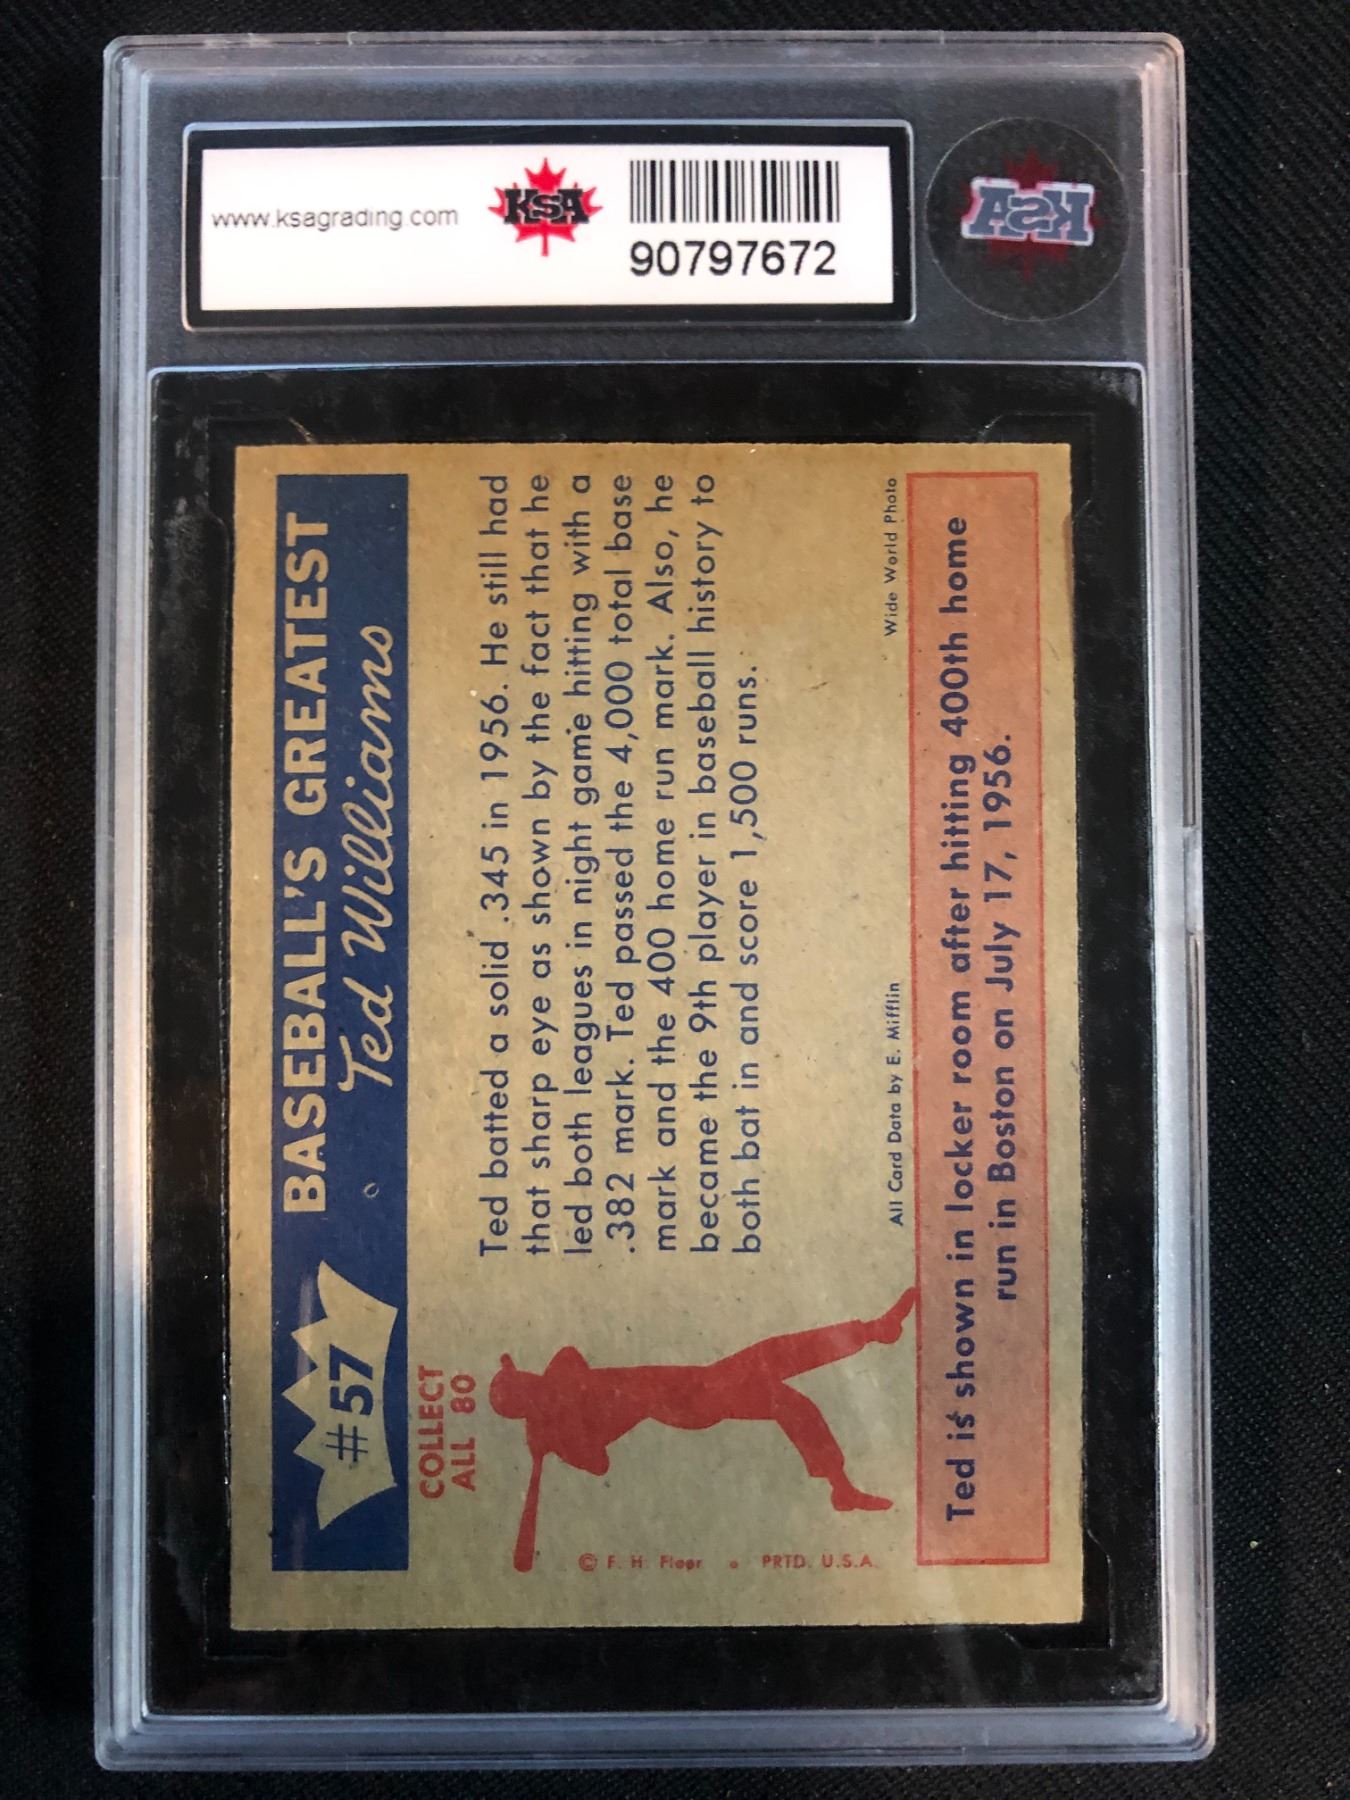 www.ksagrading.com
KSA
90797672
KSA
#57
BASEBALL'S GREATEST
Ted Williams
COLLECT
ALL 80
Ted batted a solid .345 in 1956. He still had
that sharp eye as shown by the fact that he
led both leagues in night game hitting with a
.382 mark. Ted passed the 4,000 total base
mark and the 400 home run mark. Also, he
became the 9th player in baseball history to
both bat in and score 1,500 runs.
All Card Data by E. Mifflin
Wide World Photo
© F. H. Fleer • PRTD. U.S.A.
Ted is shown in locker room after hitting 400th home
run in Boston on July 17, 1956.